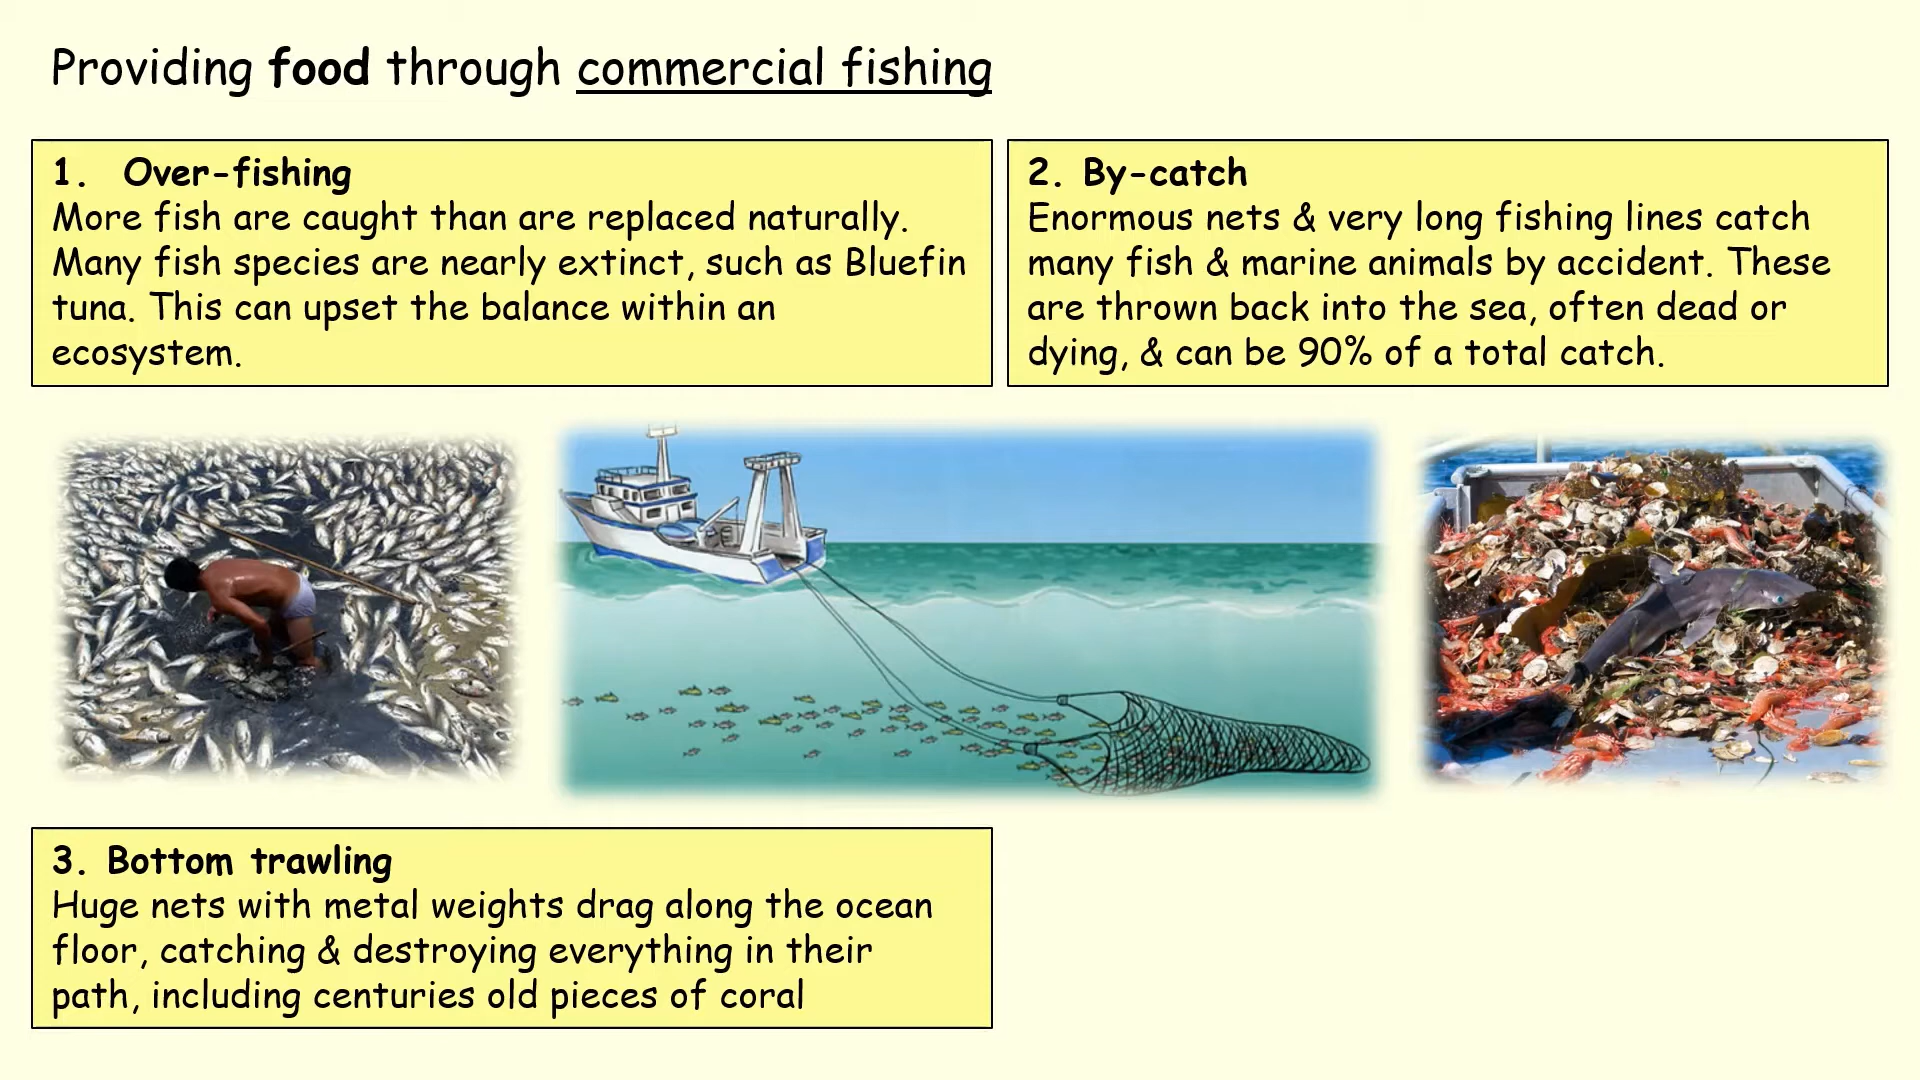 Providing food through commercial fishing
1. Over-fishing
More fish are caught than are replaced naturally.
Many fish species are nearly extinct, such as Bluefin
tuna. This can upset the balance within an
ecosystem.
2. By-catch
Enormous nets & very long fishing lines catch
many fish & marine animals by accident. These
are thrown back into the sea, often dead or
dying, & can be 90% of a total catch.
3. Bottom trawling
Huge nets with metal weights drag along the ocean
floor, catching & destroying everything in their
path, including centuries old pieces of coral